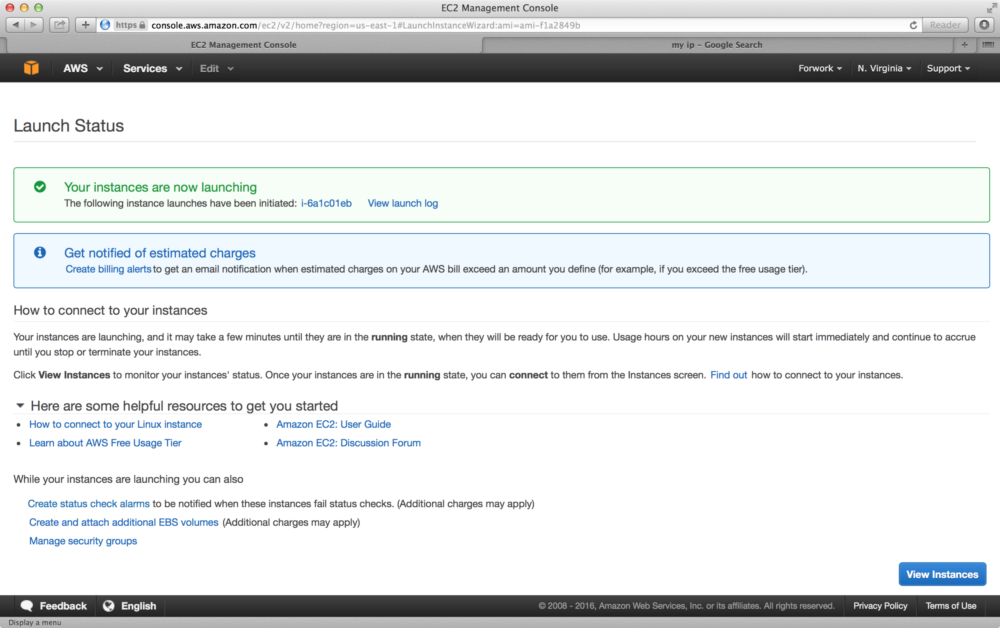 EC2 Management Console
https console.aws.amazon.com/ec2/v2/home?region=us-east-1#LaunchInstanceWizard:ami=ami-f1a2849b Reader
EC2 Management Console my ip – Google Search
AWS Services Edit Forwork N. Virginia Support
Launch Status
Your instances are now launching
The following instance launches have been initiated: i-6a1c01eb View launch log
Get notified of estimated charges
Create billing alerts to get an email notification when estimated charges on your AWS bill exceed an amount you define (for example, if you exceed the free usage tier).
How to connect to your instances
Your instances are launching, and it may take a few minutes until they are in the running state, when they will be ready for you to use. Usage hours on your new instances will start immediately and continue to accrue
until you stop or terminate your instances.
Click View Instances to monitor your instances' status. Once your instances are in the running state, you can connect to them from the Instances screen. Find out how to connect to your instances.
Here are some helpful resources to get you started
• How to connect to your Linux instance • Amazon EC2: User Guide
• Learn about AWS Free Usage Tier • Amazon EC2: Discussion Forum
While your instances are launching you can also
Create status check alarms to be notified when these instances fail status checks. (Additional charges may apply)
Create and attach additional EBS volumes (Additional charges may apply)
Manage security groups
View Instances
Feedback English © 2008 - 2016, Amazon Web Services, Inc. or its affiliates. All rights reserved. Privacy Policy Terms of Use
Display a menu